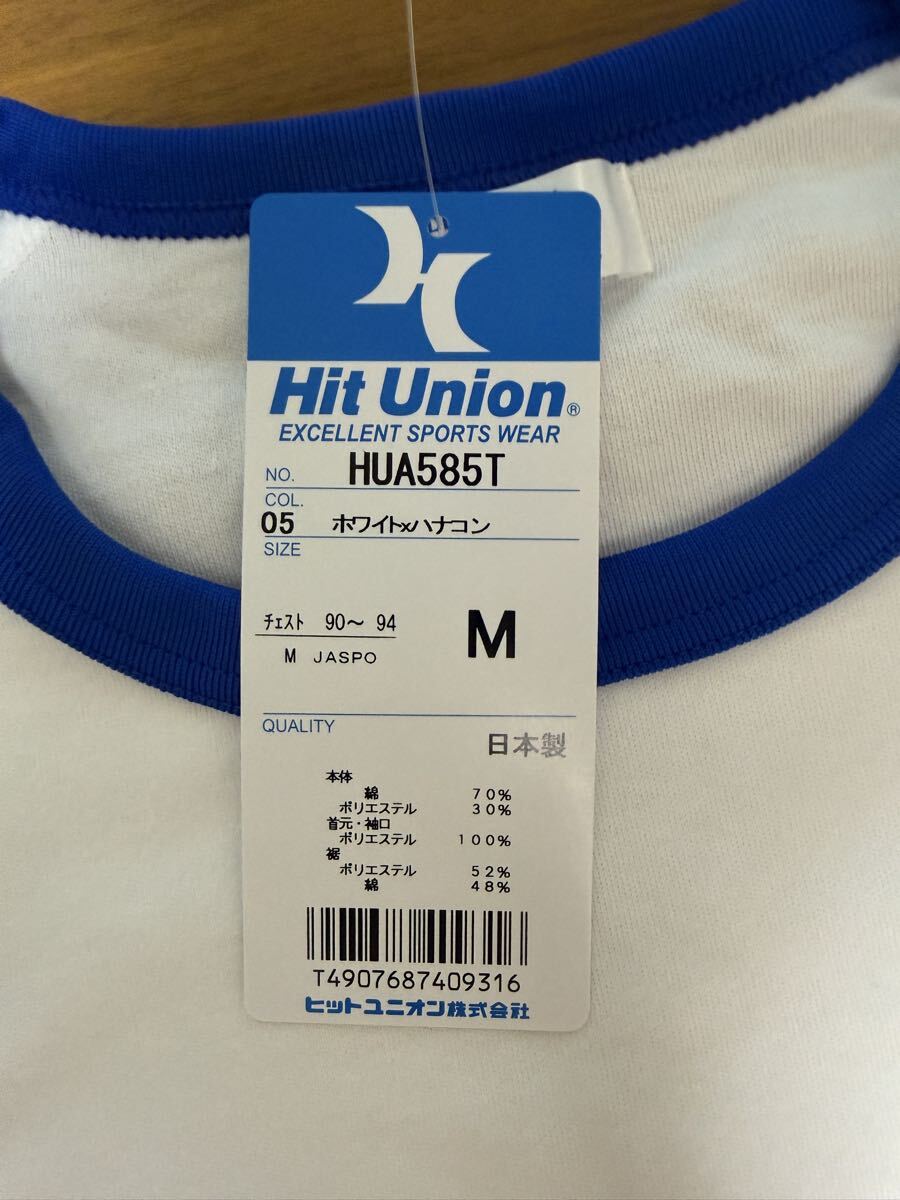 Hit Union®
EXCELLENT SPORTS WEAR
NO. HUA585T
COL.
05 ホワイト×ハナコン
SIZE
チェスト 90〜 94
M JASPO
M
QUALITY
日本製
本体
綿 70%
ポリエステル 30%
首元・袖口
ポリエステル 100%
裾
ポリエステル 52%
綿 48%
T4907687409316
ヒットユニオン株式会社